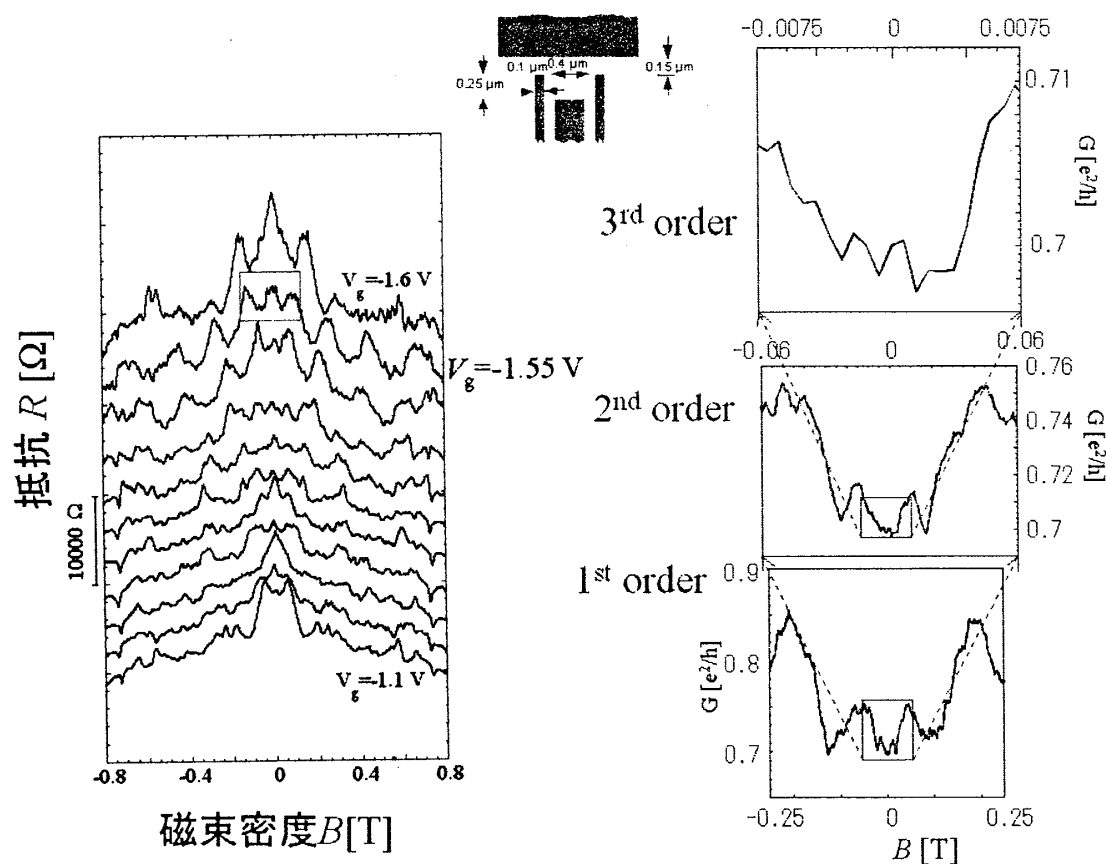 0.1 μm
0.4 μm
0.15 μm
0.25 μm
抵抗 R [Ω]
10000 Ω
V_g=-1.6 V
V_g=-1.55 V
V_g=-1.1 V
-0.8
-0.4
0
0.4
0.8
磁束密度B[T]
3rd order
-0.0075
0
0.0075
0.71
0.7
G [e²/h]
2nd order
-0.06
0
0.06
0.76
0.74
0.72
0.7
G [e²/h]
1st order
0.9
0.8
0.7
G [e²/h]
-0.25
0
0.25
B [T]